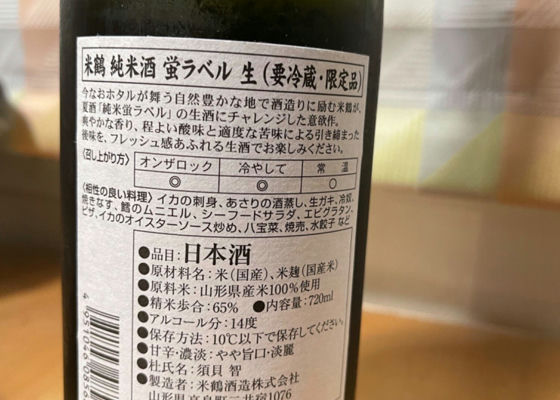 米鶴 純米酒 蛍ラベル 生（要冷蔵・限定品）
今なおホタルが舞う自然豊かな地で酒造りに励む米鶴が、
夏酒「純米蛍ラベル」の生酒にチャレンジした意欲作。
爽やかな香り、程よい酸味と適度な苦味による引き締まった
後味を、フレッシュ感あふれる生酒でお楽しみください。
〈召し上がり方〉 オンザロック 冷やして 常温
◎ ◎ ○
〈相性の良い料理〉イカの刺身、あさりの酒蒸し、生ガキ、冷奴、
焼きなす、鱈のムニエル、シーフードサラダ、エビグラタン、
ピザ、イカのオイスターソース炒め、八宝菜、焼売、水餃子 など
●品目：日本酒
●原材料名：米（国産）、米麹（国産米）
●原料米：山形県産米100%使用
●精米歩合：65% ●内容量：720ml
●アルコール分：14度
●保存方法：10℃以下で保存してください。
●甘辛・濃淡：やや旨口・淡麗
●杜氏名：須貝 智
●製造者：米鶴酒造株式会社
山形県高畠町二井宿1076